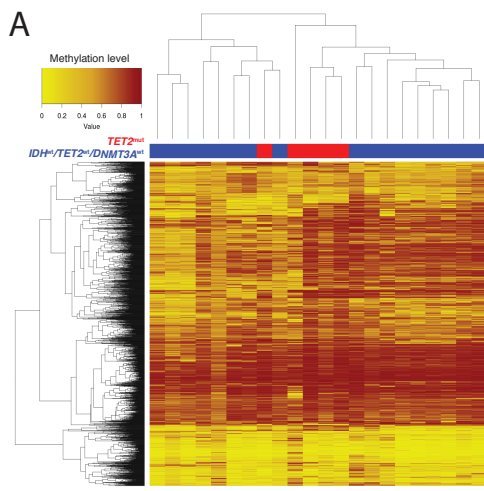 A
Methylation level
0 0.2 0.4 0.6 0.8 1
Value
TET2mut
IDHwt/TET2wt/DNMT3Awt